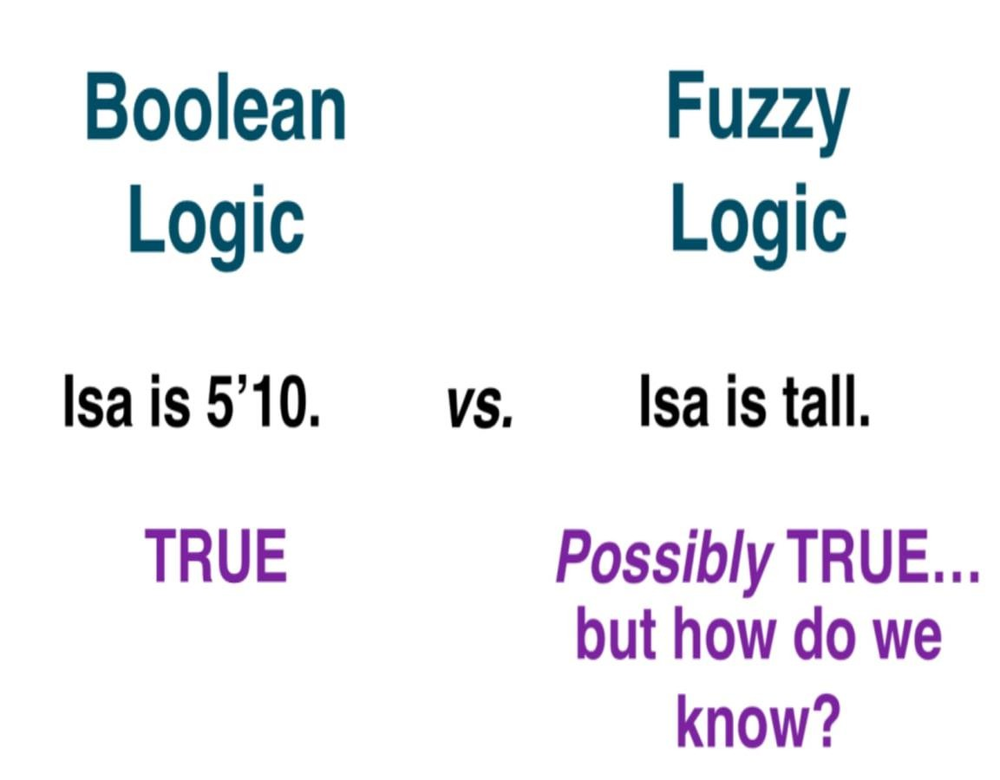 Boolean
Logic
Fuzzy
Logic
Isa is 5’10.
vs.
Isa is tall.
TRUE
Possibly TRUE...
but how do we
know?